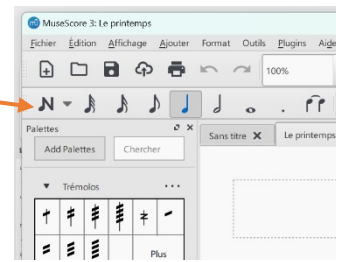 MuseScore 3: Le printemps
Fichier Édition Affichage Ajouter Format Outils Plugins Aide
100%
N
Palettes
Sans titre Le printemps
Add Palettes Chercher
Trémolos ...
Plus